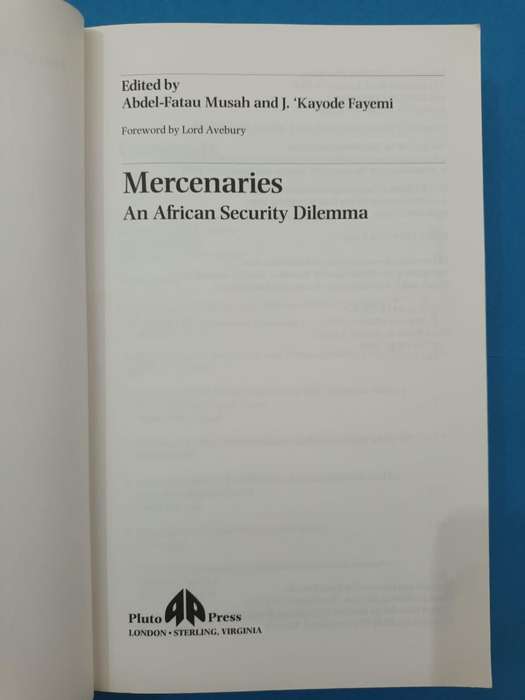 Edited by
Abdel-Fatau Musah and J. ‘Kayode Fayemi
Foreword by Lord Avebury
Mercenaries
An African Security Dilemma
Pluto Press
LONDON • STERLING, VIRGINIA